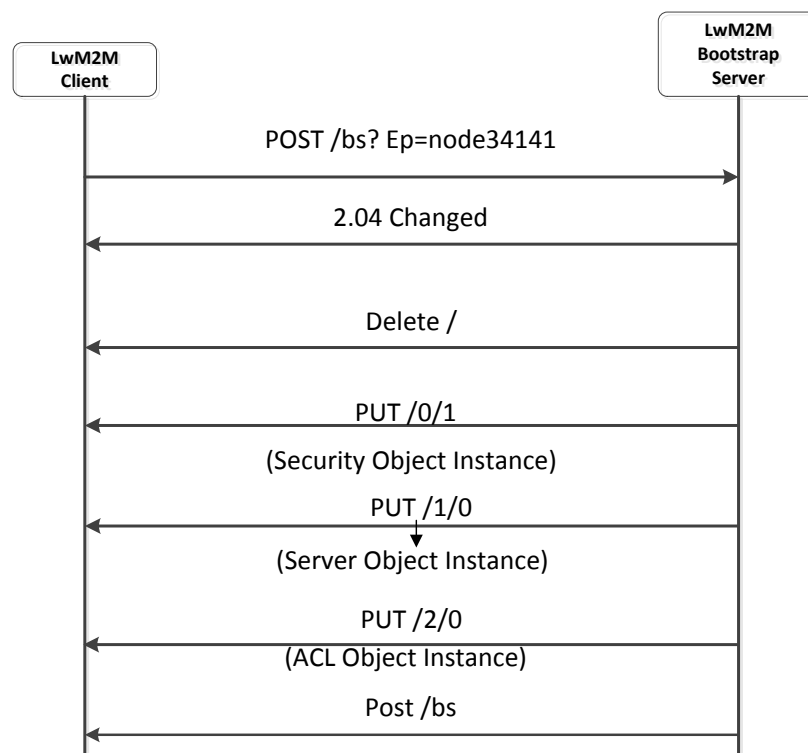 LwM2M
Client
LwM2M
Bootstrap
Server
POST /bs? Ep=node34141
2.04 Changed
Delete /
PUT /0/1
(Security Object Instance)
PUT /1/0
(Server Object Instance)
PUT /2/0
(ACL Object Instance)
Post /bs